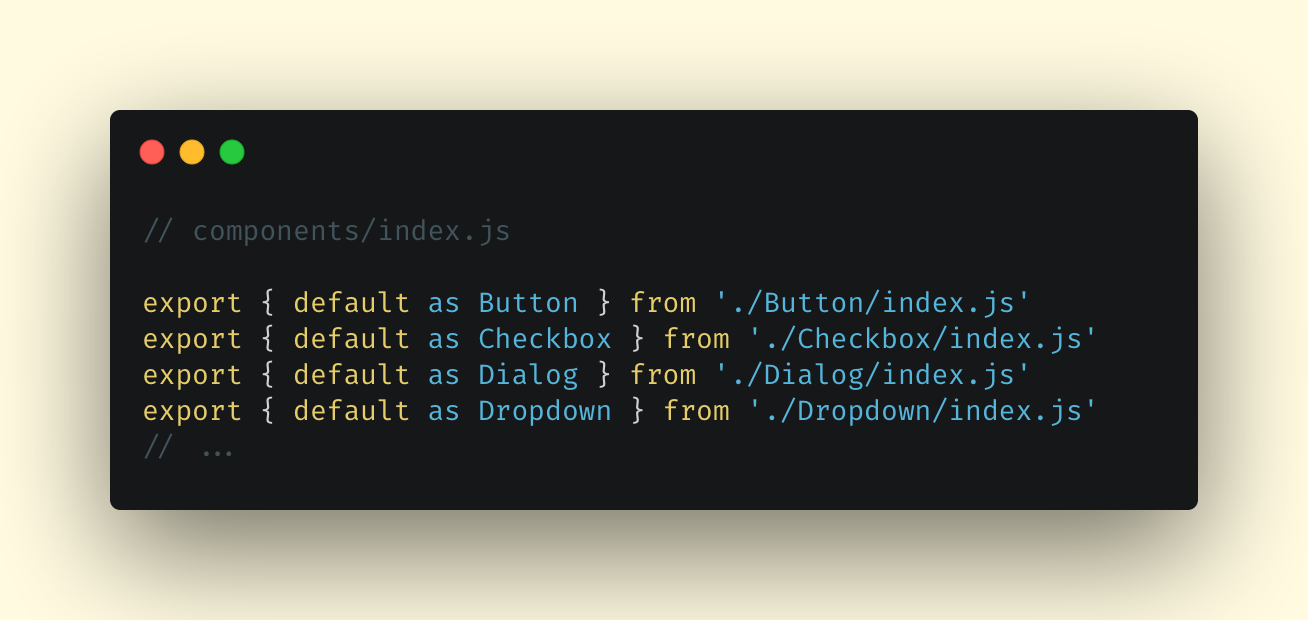 // components/index.js
export { default as Button } from './Button/index.js'
export { default as Checkbox } from './Checkbox/index.js'
export { default as Dialog } from './Dialog/index.js'
export { default as Dropdown } from './Dropdown/index.js'
// ...